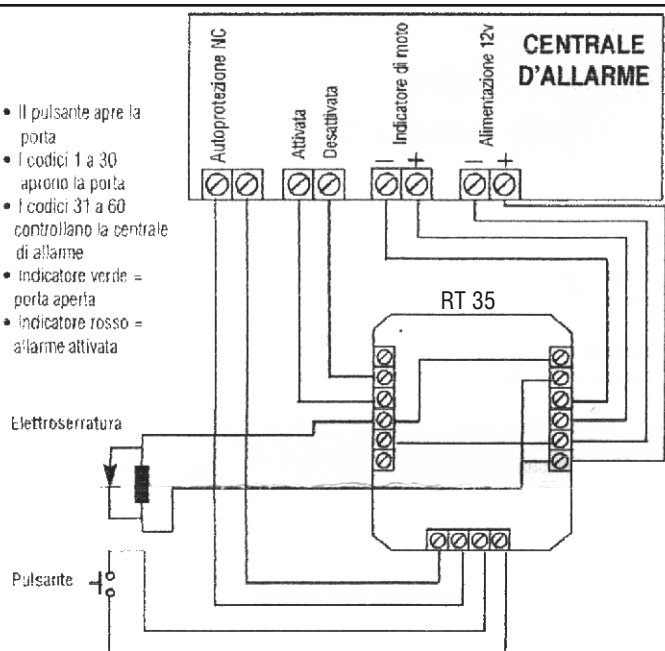 CENTRALE
D'ALLARME
Autoprotezione NC
Attivata
Desattivata
Indicatore di moto
Alimentazione 12v
− + − +
• Il pulsante apre la
porta
• I codici 1 a 30
aprono la porta
• I codici 31 a 60
controllano la centrale
di allarme
• Indicatore verde =
porta aperta
• Indicatore rosso =
allarme attivata
RT 35
Elettroserratura
Pulsante